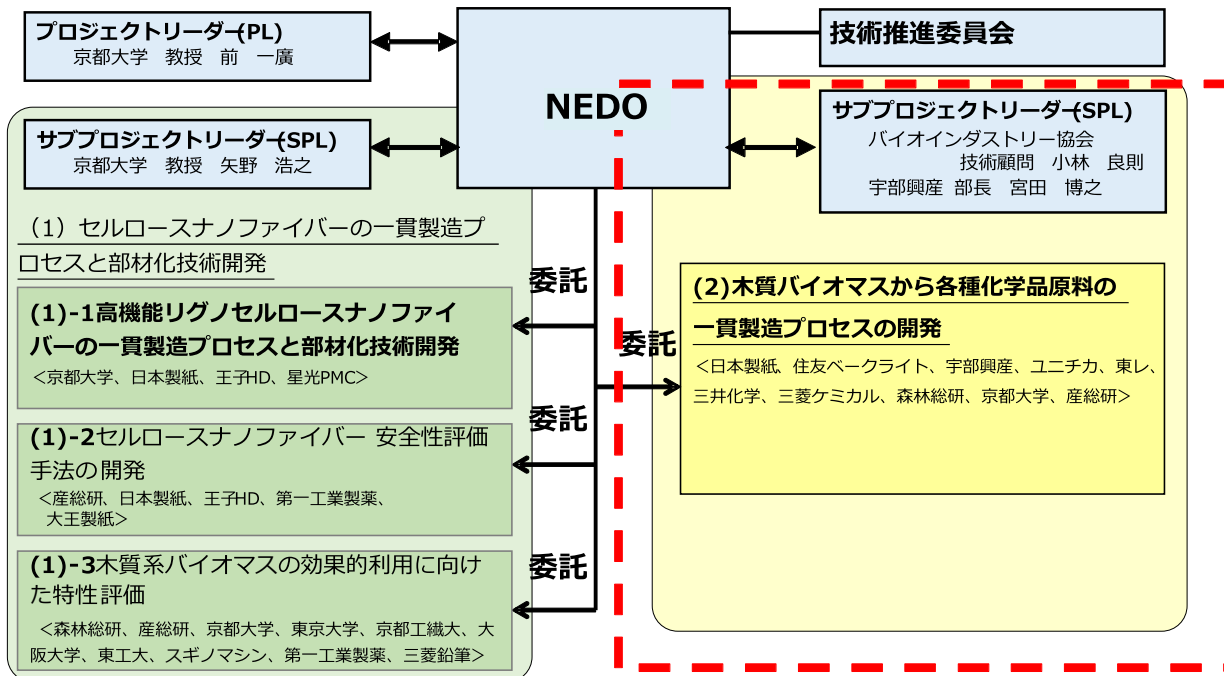 プロジェクトリーダー(PL)
京都大学　教授　前　一廣
NEDO
技術推進委員会
サブプロジェクトリーダー(SPL)
京都大学　教授　矢野　浩之
サブプロジェクトリーダー(SPL)
バイオインダストリー協会
技術顧問　小林　良則
宇部興産 部長　宮田　博之
（1）セルロースナノファイバーの一貫製造プ
ロセスと部材化技術開発
委託
(1)-1高機能リグノセルロースナノファイ
バーの一貫製造プロセスと部材化技術開発
＜京都大学、日本製紙、王子HD、星光PMC＞
委託
(2)木質バイオマスから各種化学品原料の
一貫製造プロセスの開発
＜日本製紙、住友ベークライト、宇部興産、ユニチカ、東レ、
三井化学、三菱ケミカル、森林総研、京都大学、産総研＞
委託
(1)-2セルロースナノファイバー 安全性評価
手法の開発
＜産総研、日本製紙、王子HD、第一工業製薬、
大王製紙＞
委託
(1)-3木質系バイオマスの効果的利用に向け
た特性評価
＜森林総研、産総研、京都大学、東京大学、京都工繊大、大
阪大学、東工大、スギノマシン、第一工業製薬、三菱鉛筆＞